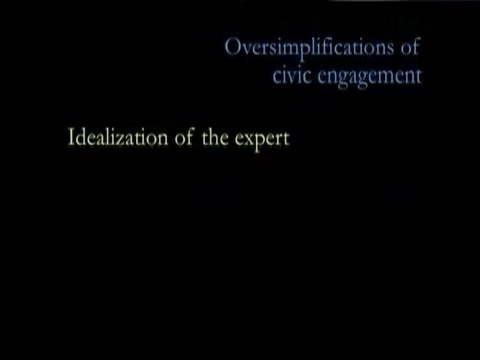 Oversimplifications of
civic engagement
Idealization of the expert